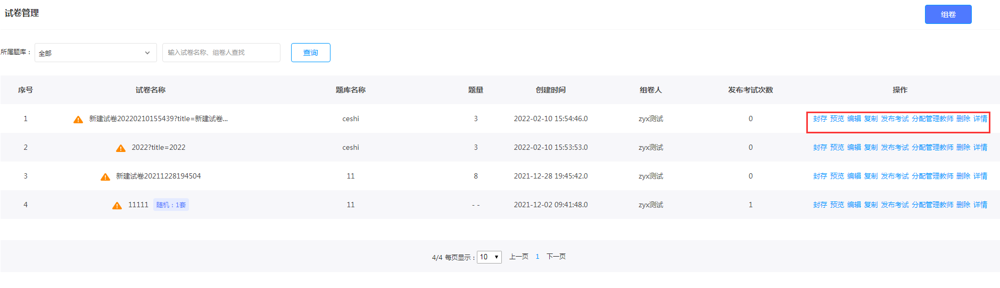 试卷管理
组卷
所属题库： 全部 输入试卷名称、组卷人查找 查询
序号 试卷名称 题库名称 题量 创建时间 组卷人 发布考试次数 操作
1 新建试卷20220210155439?title=新建试卷... ceshi 3 2022-02-10 15:54:46.0 zyx测试 0 封存 预览 编辑 复制 发布考试 分配管理教师 删除 详情
2 2022?title=2022 ceshi 3 2022-02-10 15:53:53.0 zyx测试 0 封存 预览 编辑 复制 发布考试 分配管理教师 删除 详情
3 新建试卷20211228194504 11 8 2021-12-28 19:45:42.0 zyx测试 0 封存 预览 编辑 复制 发布考试 分配管理教师 删除 详情
4 11111 随机：1套 11 - - 2021-12-02 09:41:48.0 zyx测试 1 封存 预览 编辑 复制 发布考试 分配管理教师 删除 详情
4/4 每页显示： 10 上一页 1 下一页